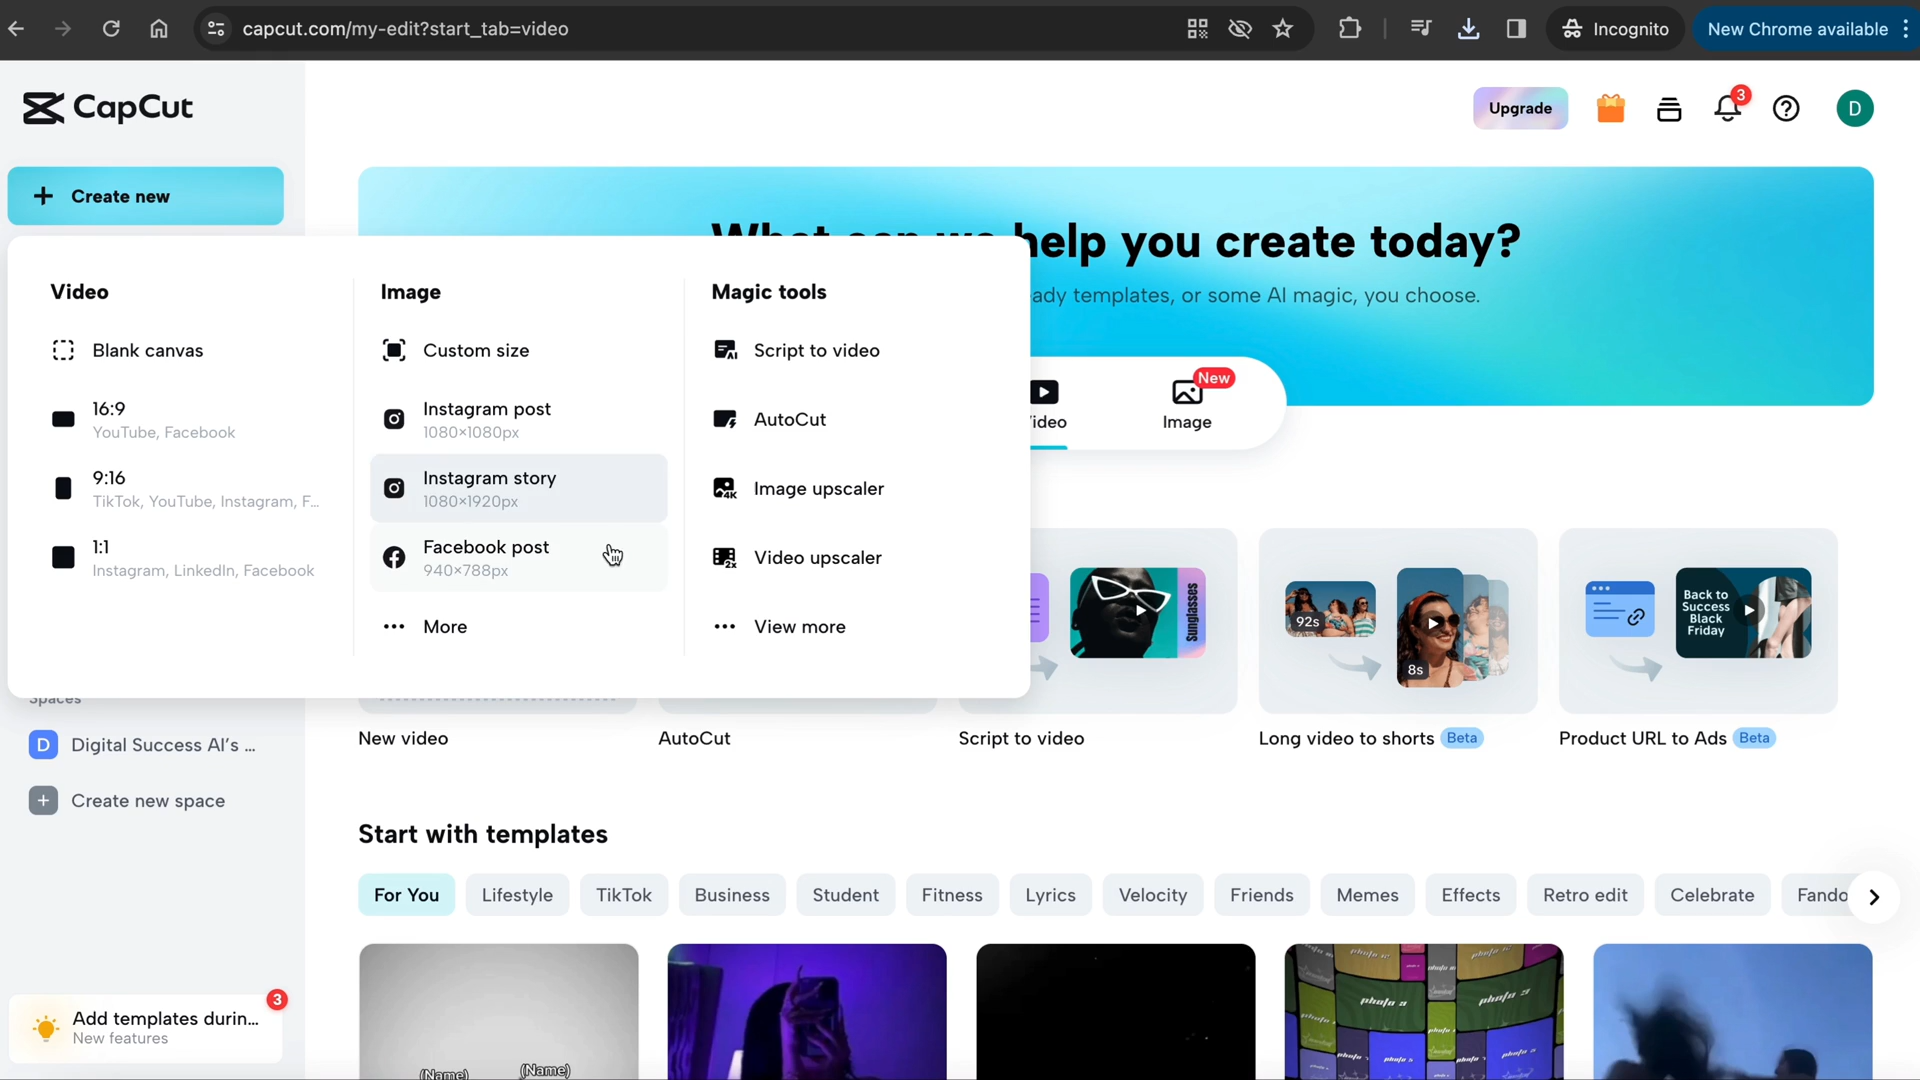 capcut.com/my-edit?start_tab=video
Incognito
New Chrome available
CapCut
Upgrade
3
D
Create new
help you create today?
ady templates, or some AI magic, you choose.
Video
Image
Magic tools
Blank canvas
Custom size
Script to video
16:9
YouTube, Facebook
Instagram post
1080×1080px
AutoCut
9:16
TikTok, YouTube, Instagram, F...
Instagram story
1080×1920px
Image upscaler
4K
1:1
Instagram, LinkedIn, Facebook
Facebook post
940×788px
Video upscaler
2x
More
View more
ideo
New
Image
Sunglasses
92s
8s
Back to
Success
Black
Friday
New video
AutoCut
Script to video
Long video to shorts Beta
Product URL to Ads Beta
Spaces
D
Digital Success AI's ...
Create new space
Start with templates
For You
Lifestyle
TikTok
Business
Student
Fitness
Lyrics
Velocity
Friends
Memes
Effects
Retro edit
Celebrate
Fando
3
Add templates durin...
New features
(Name)
(Name)
photo a
photo z